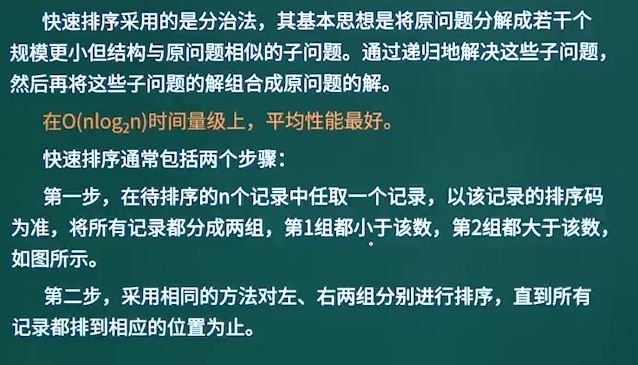 快速排序采用的是分治法，其基本思想是将原问题分解成若干个
规模更小但结构与原问题相似的子问题。通过递归地解决这些子问题，
然后再将这些子问题的解组合成原问题的解。
在O(nlog₂n)时间量级上，平均性能最好。
快速排序通常包括两个步骤：
第一步，在待排序的n个记录中任取一个记录，以该记录的排序码
为准，将所有记录都分成两组，第1组都小于该数，第2组都大于该数，
如图所示。
第二步，采用相同的方法对左、右两组分别进行排序，直到所有
记录都排到相应的位置为止。